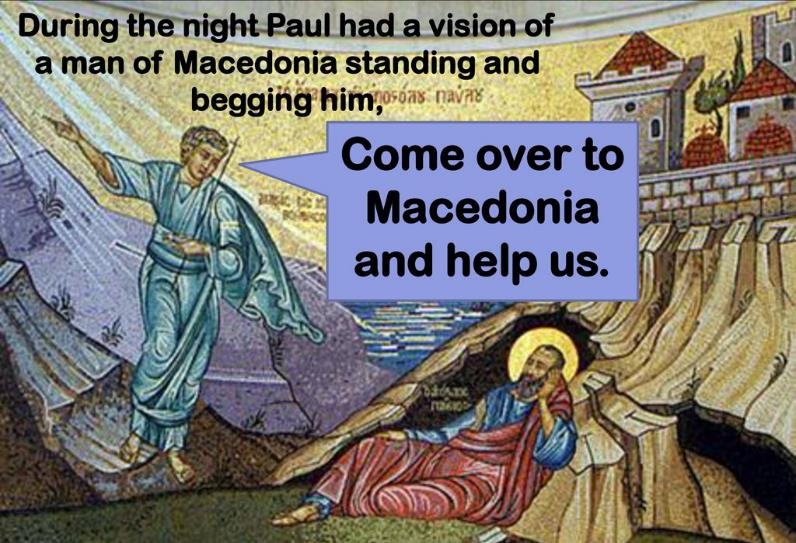 During the night Paul had a vision of
a man of Macedonia standing and
begging him,
Come over to
Macedonia
and help us.